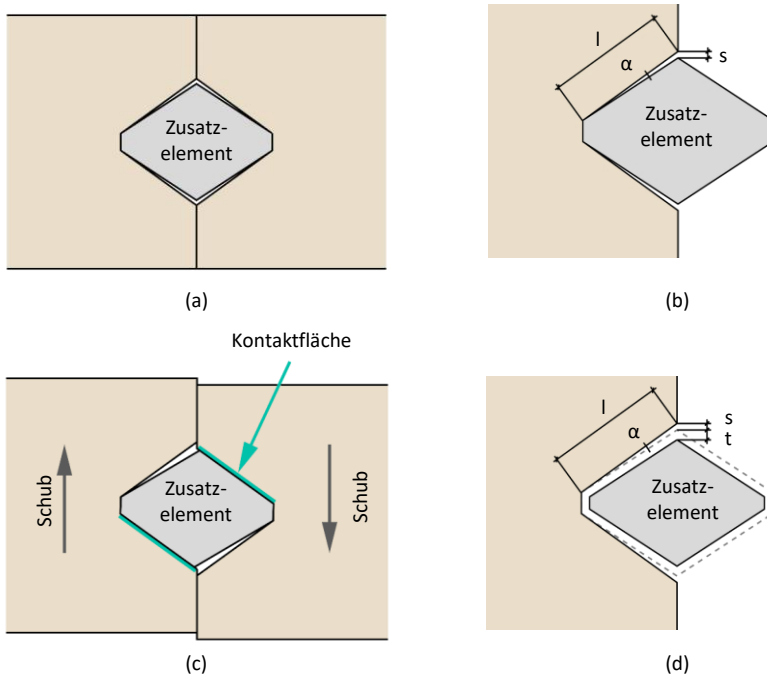 Zusatz-
element
(a)
l
α
s
Zusatz-
element
(b)
Kontaktfläche
Schub
Zusatz-
element
Schub
(c)
l
α
s
t
Zusatz-
element
(d)